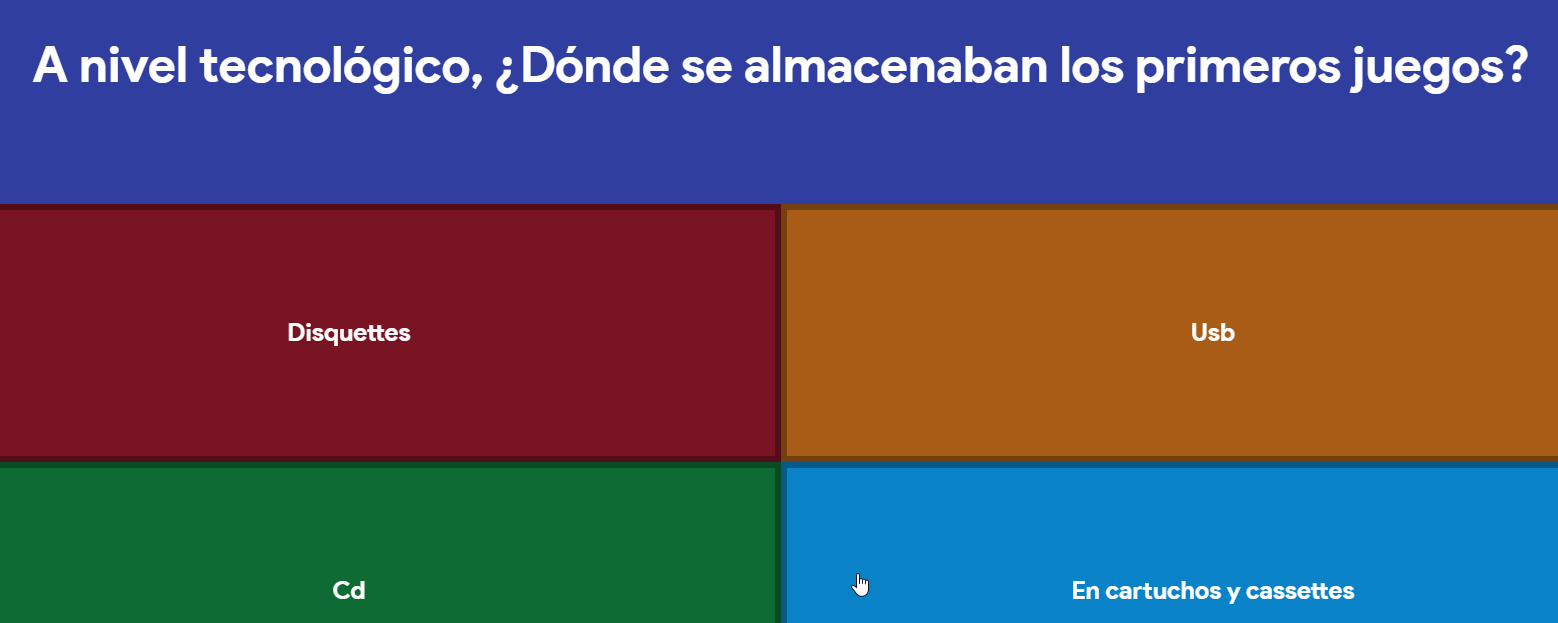 A nivel tecnológico, ¿Dónde se almacenaban los primeros juegos?
Disquettes
Usb
Cd
En cartuchos y cassettes